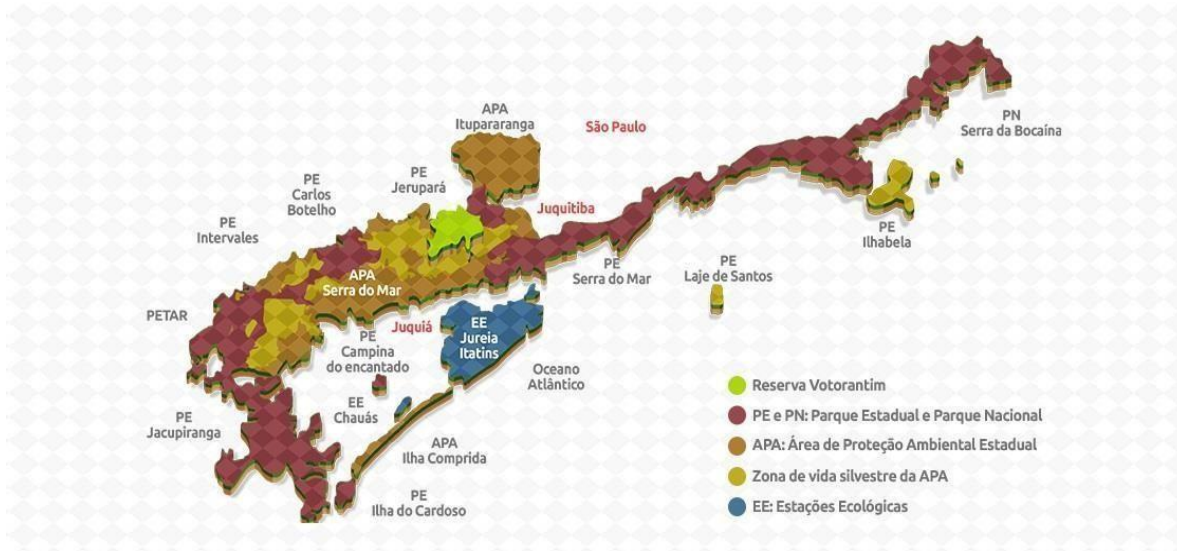 APA
Itupararanga
São Paulo
PN
Serra da Bocaína
PE
Jerupará
PE
Carlos
Botelho
Juquitiba
PE
Intervales
PE
Ilhabela
PE
Serra do Mar
PE
Laje de Santos
APA
Serra do Mar
PETAR
Juquiá
EE
Jureia
Itatins
PE
Campina
do encantado
Oceano
Atlântico
EE
Chauás
PE
Jacupiranga
APA
Ilha Comprida
PE
Ilha do Cardoso
Reserva Votorantim
PE e PN: Parque Estadual e Parque Nacional
APA: Área de Proteção Ambiental Estadual
Zona de vida silvestre da APA
EE: Estações Ecológicas